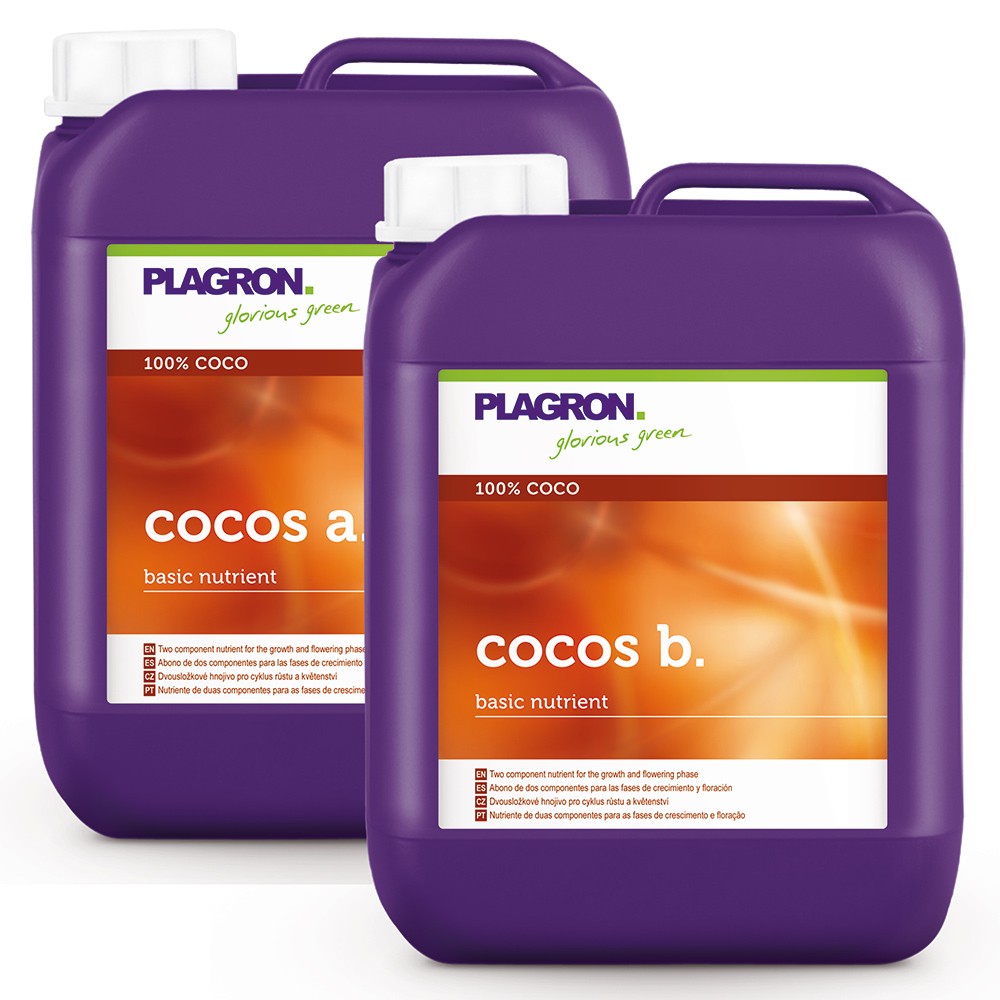 PLAGRON.
glorious green
100% COCO
cocos a.
basic nutrient
EN Two component nutrient for the growth and flowering phase
ES Abono de dos componentes para las fases de crecimiento
CZ Dvousložkové hnojivo pro cyklus růstu a květenství
PT Nutriente de duas componentes para as fases de crescime
PLAGRON.
glorious green
100% COCO
cocos b.
basic nutrient
EN Two component nutrient for the growth and flowering phase
ES Abono de dos componentes para las fases de crecimiento y floración
CZ Dvousložkové hnojivo pro cyklus růstu a květenství
PT Nutriente de duas componentes para as fases de crescimento e floração